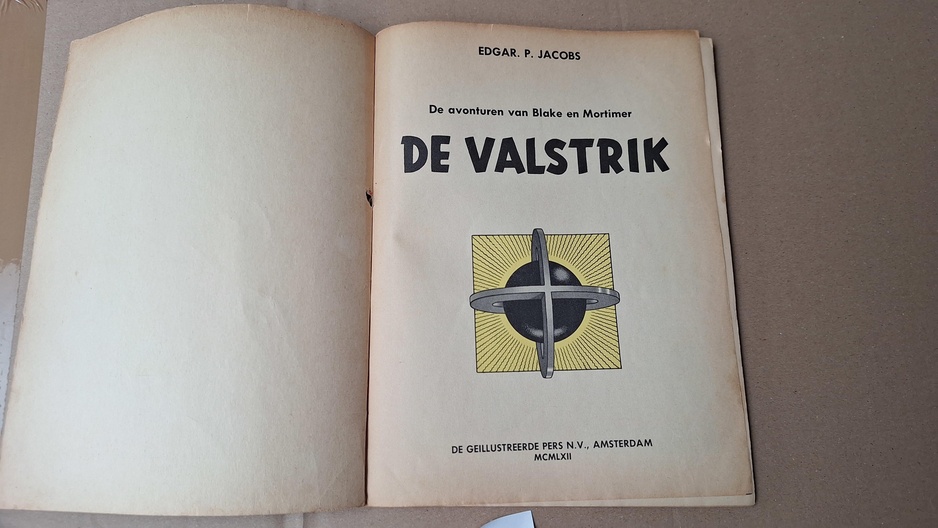 EDGAR. P. JACOBS
De avonturen van Blake en Mortimer
DE VALSTRIK
DE GEILLUSTREERDE PERS N.V., AMSTERDAM
MCMLXII